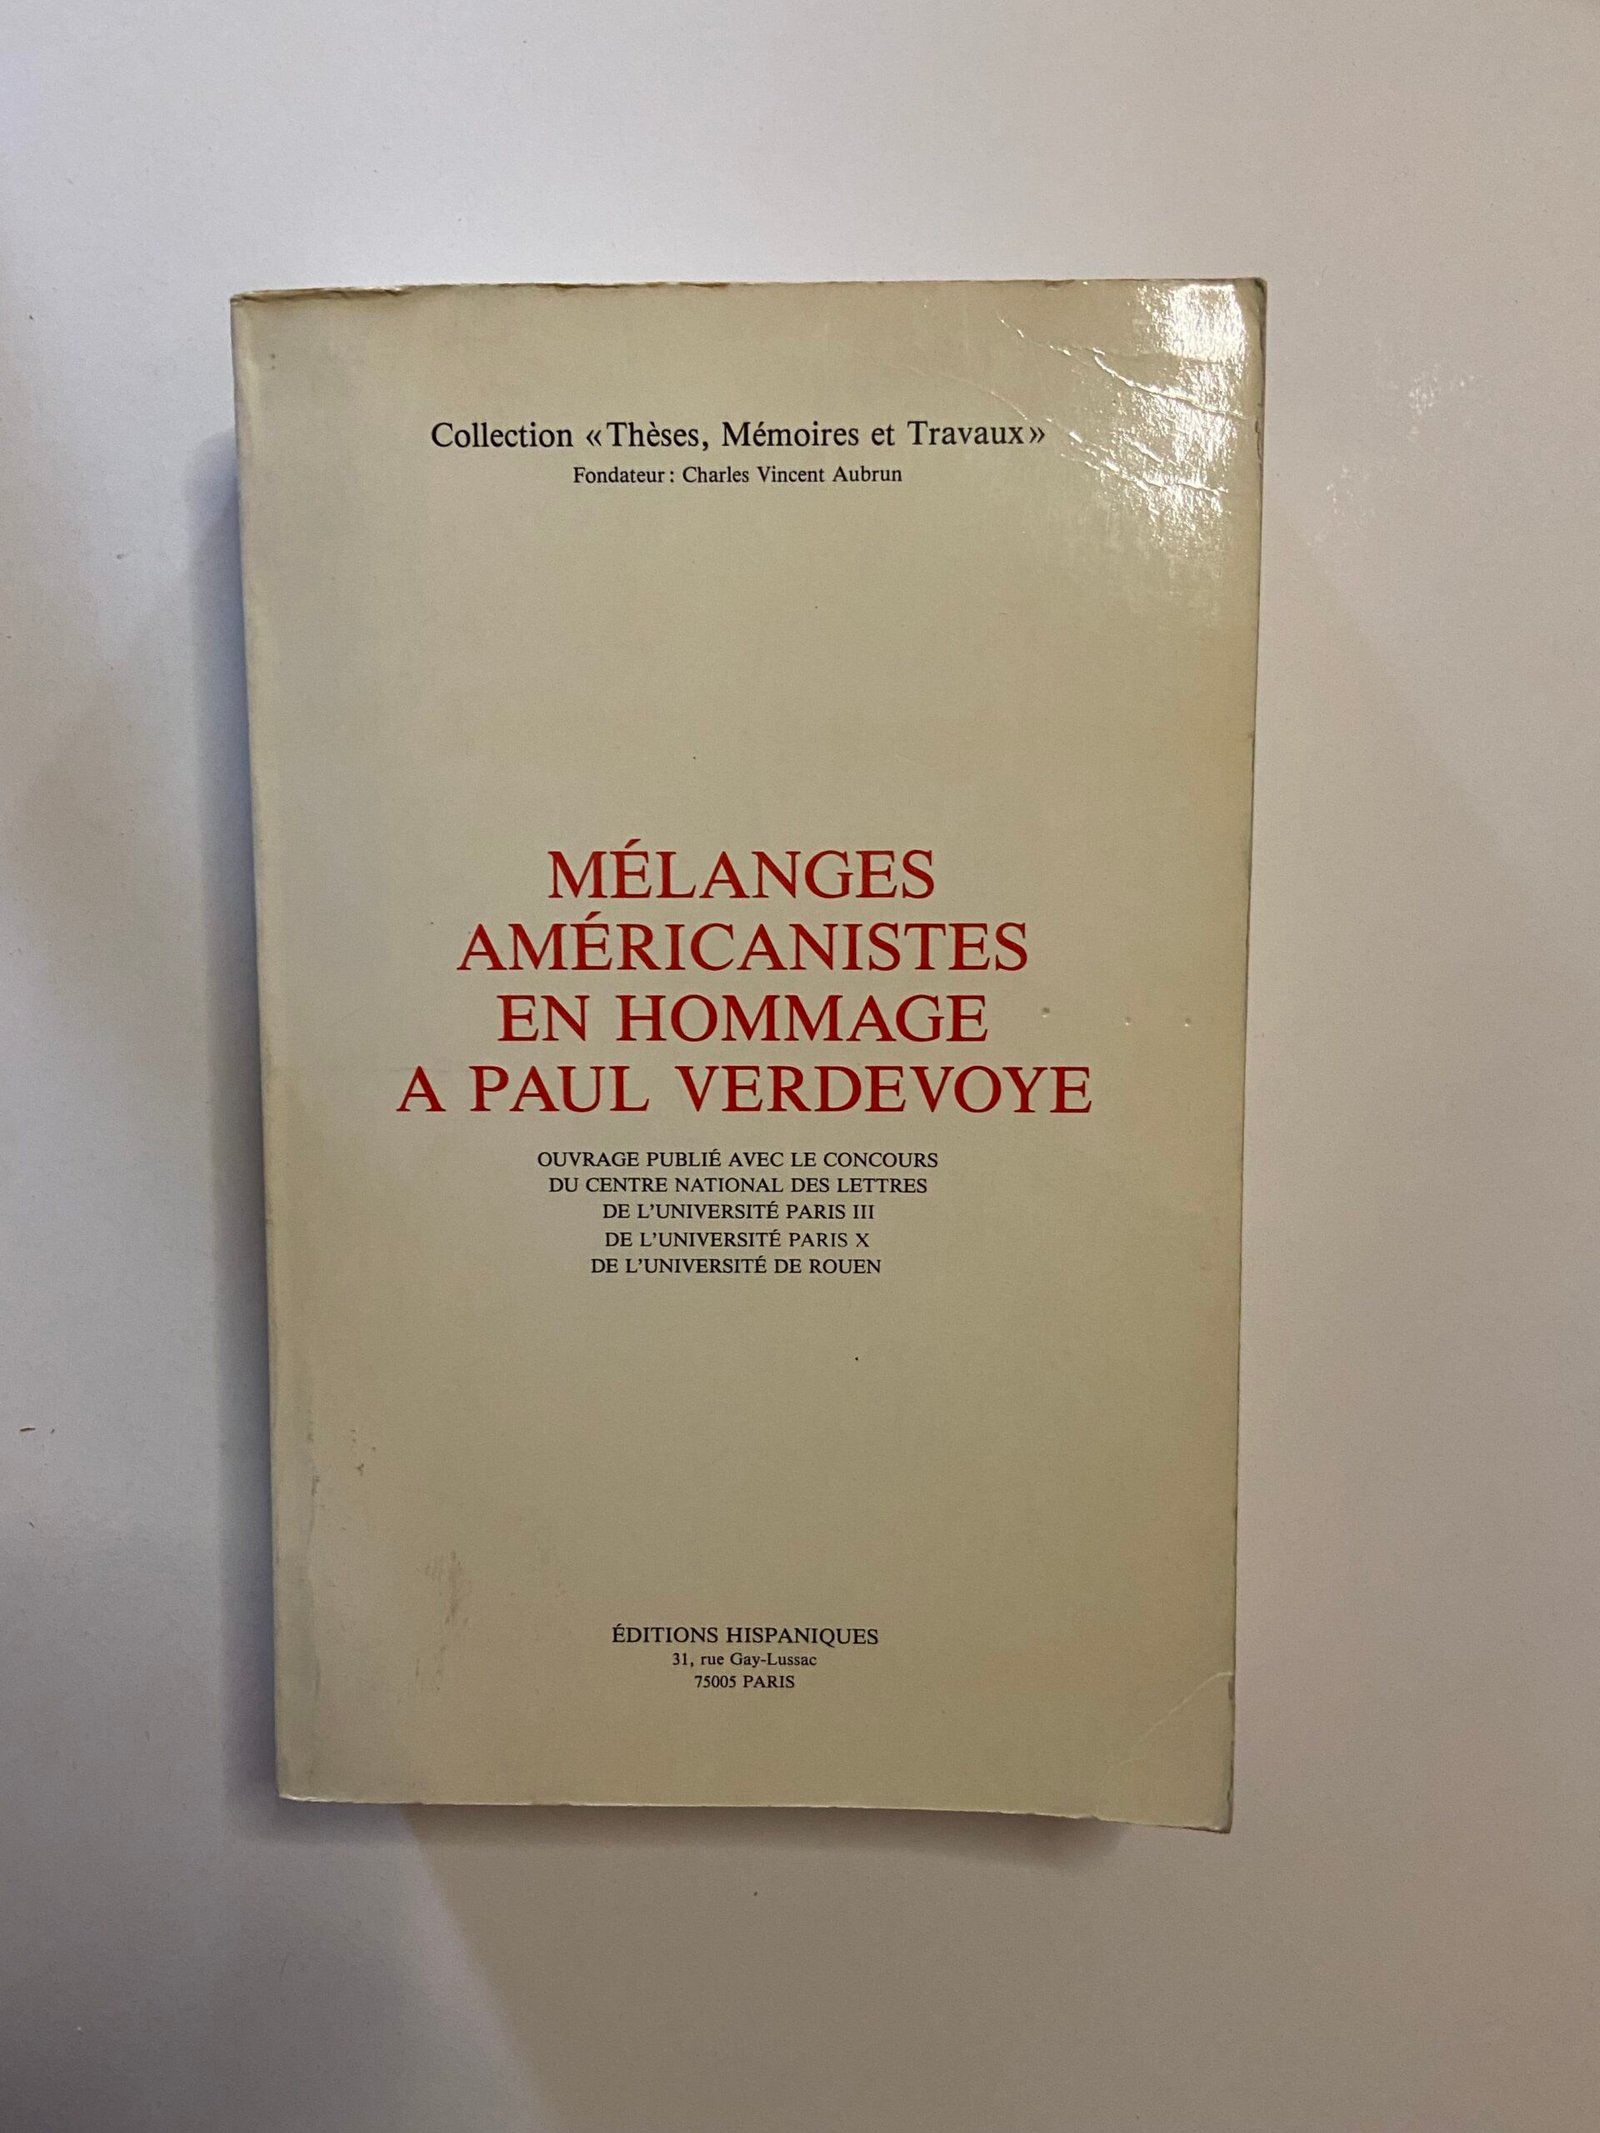 Collection «Thèses, Mémoires et Travaux»
Fondateur: Charles Vincent Aubrun
MÉLANGES
AMÉRICANISTES
EN HOMMAGE
A PAUL VERDEVOYE
OUVRAGE PUBLIÉ AVEC LE CONCOURS
DU CENTRE NATIONAL DES LETTRES
DE L'UNIVERSITÉ PARIS III
DE L'UNIVERSITÉ PARIS X
DE L'UNIVERSITÉ DE ROUEN
ÉDITIONS HISPANIQUES
31, rue Gay-Lussac
75005 PARIS